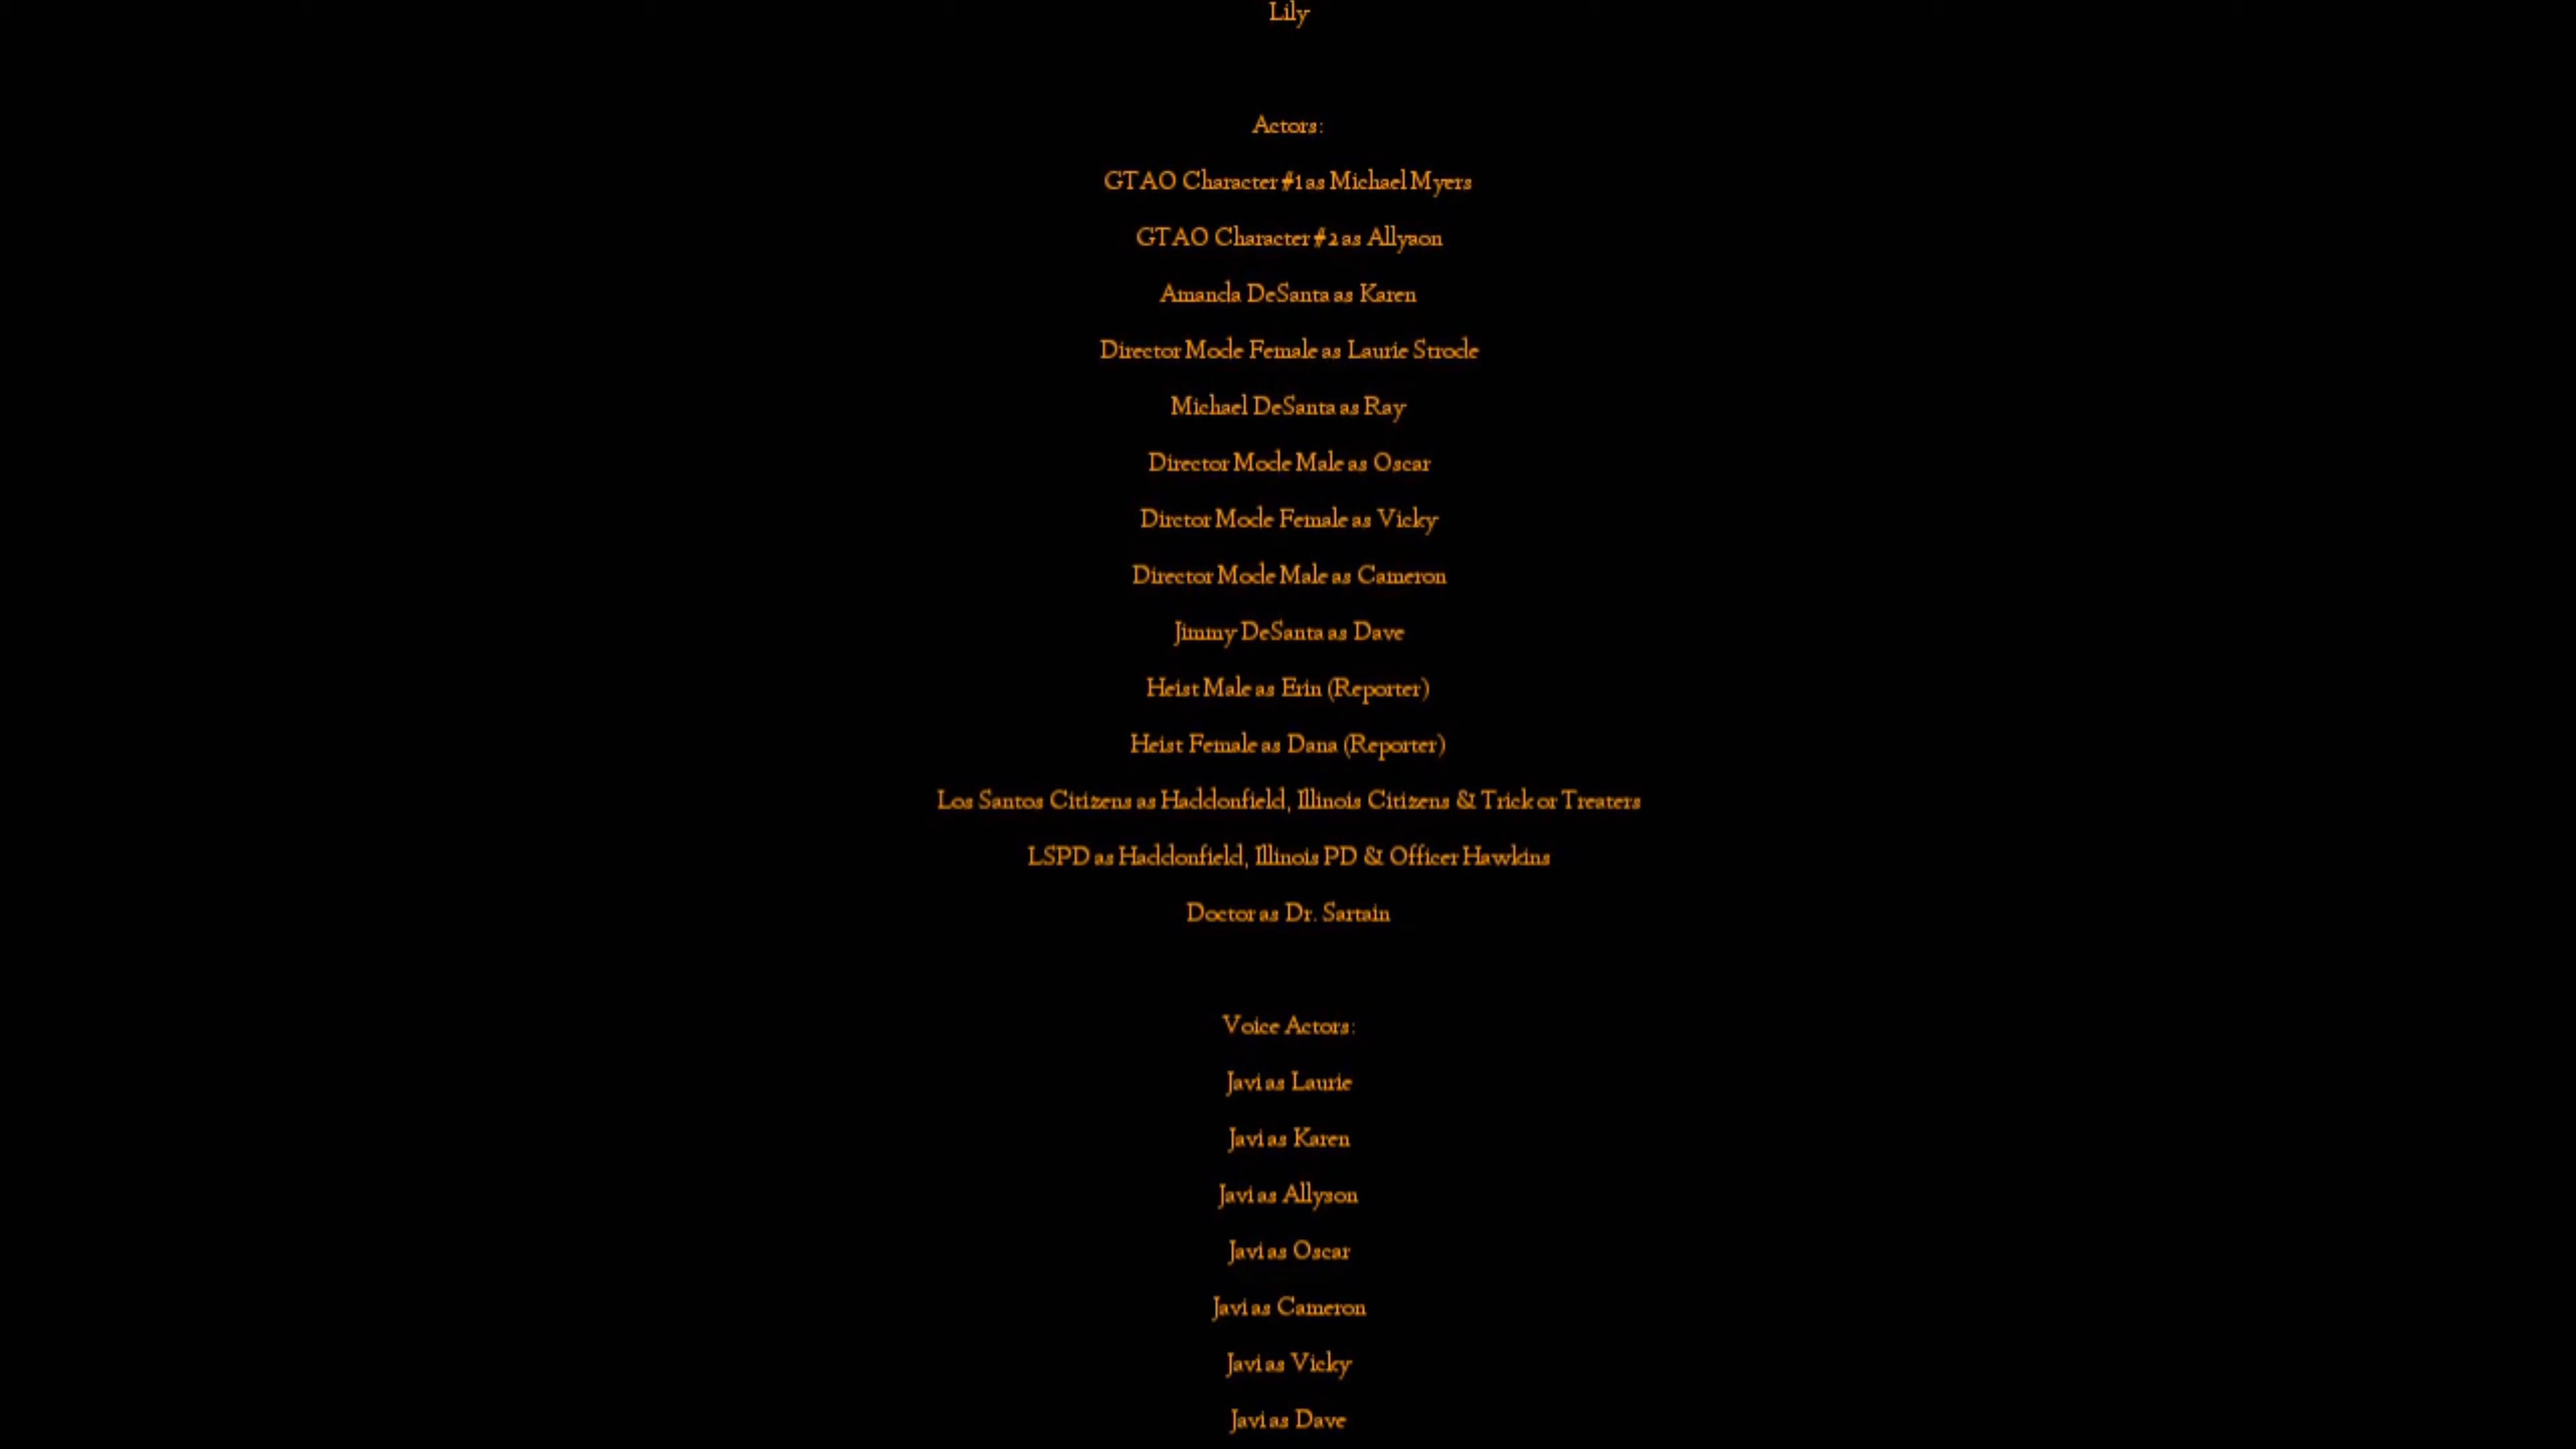 Lily
Actors:
GTAO Character #1 as Michael Myers
GTAO Character #2 as Allyaon
Amanda DeSanta as Karen
Director Mode Female as Laurie Strode
Michael DeSanta as Ray
Director Mode Male as Oscar
Dirctor Mode Female as Vicky
Director Mode Male as Cameron
Jimmy DeSanta as Dave
Heist Male as Erin (Reporter)
Heist Female as Dana (Reporter)
Los Santos Citizens as Haddonfield, Illinois Citizens & Trick or Treaters
LSPD as Haddonfield, Illinois PD & Officer Hawkins
Doctor as Dr. Sartain
Voice Actors:
Javi as Laurie
Javi as Karen
Javi as Allyson
Javi as Oscar
Javi as Cameron
Javi as Vicky
Javi as Dave